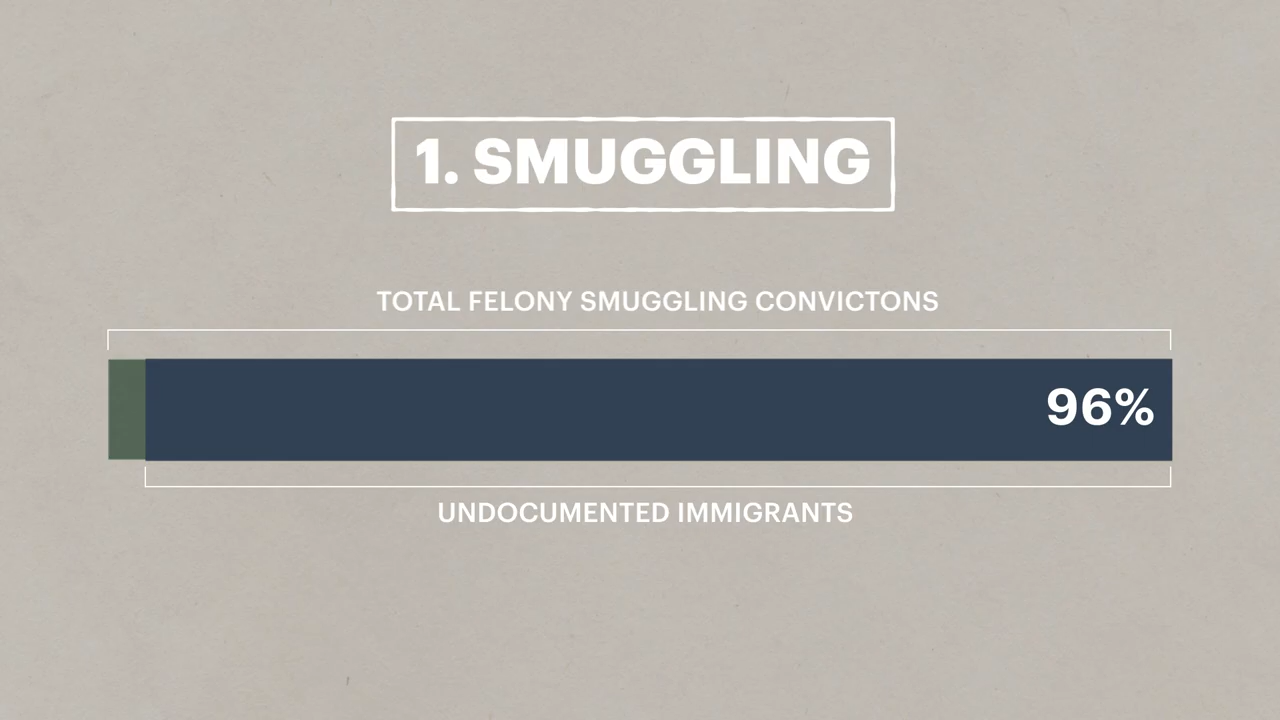 1. SMUGGLING
TOTAL FELONY SMUGGLING CONVICTONS
96%
UNDOCUMENTED IMMIGRANTS